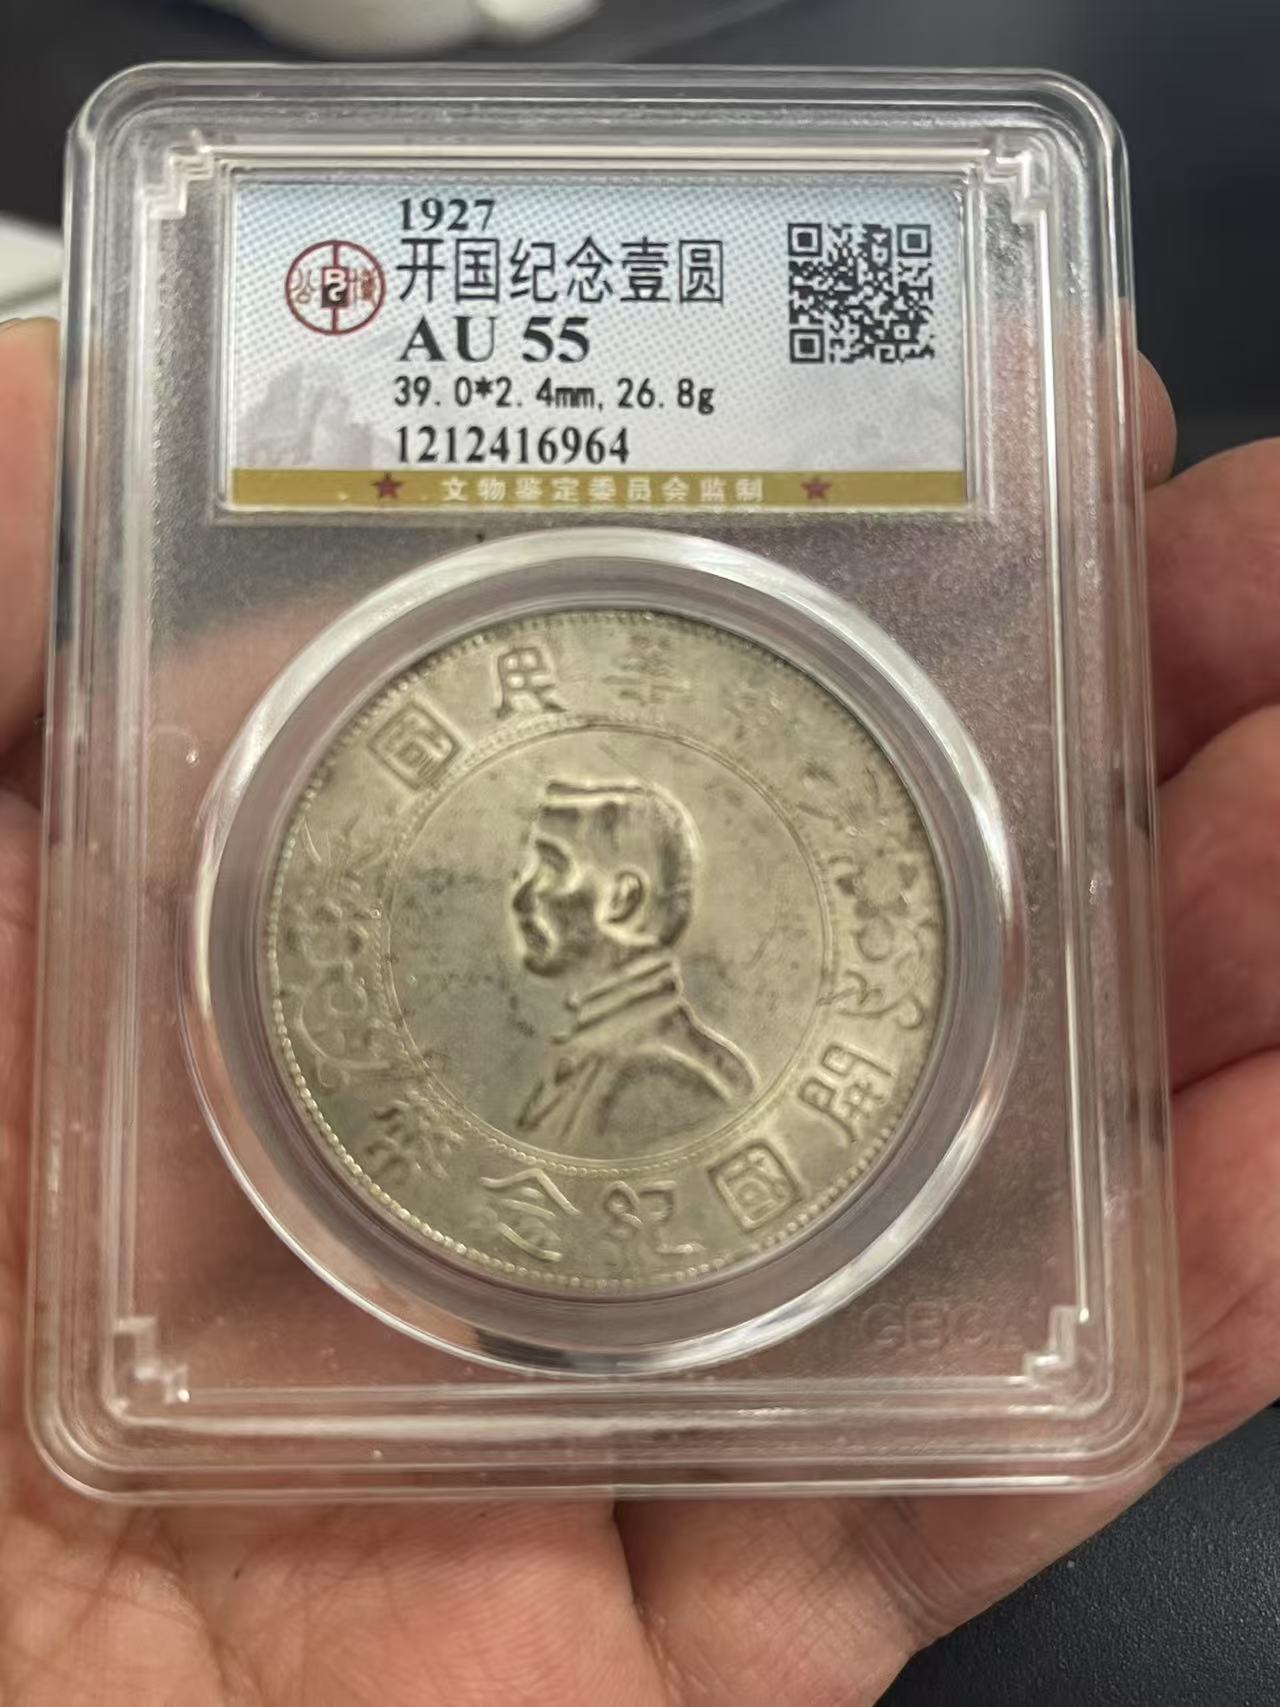 1927
开国纪念壹圆
AU 55
39.0*2.4mm, 26.8g
1212416964
★ 文物鉴定委员会监制 ★
中華民國
開國紀念幣
GBCA